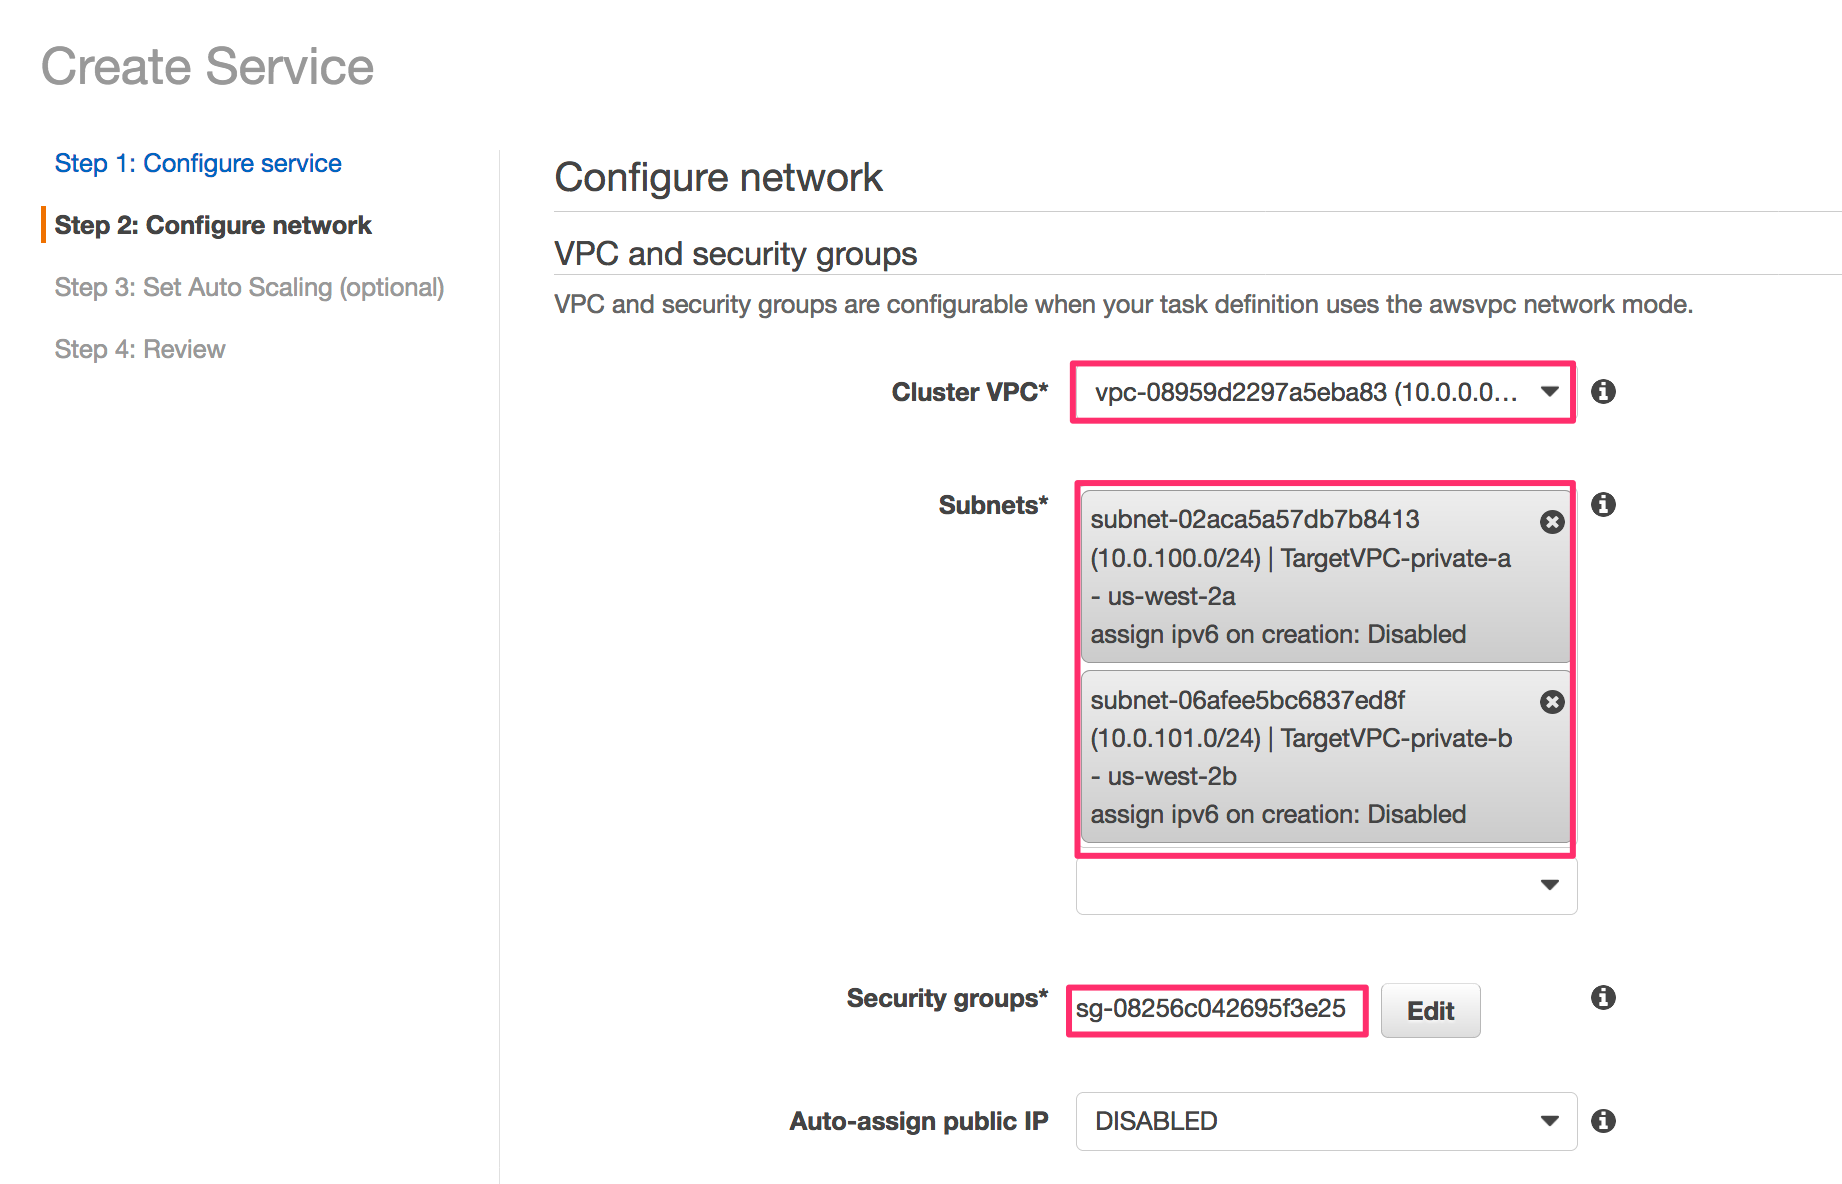 Create Service
Step 1: Configure service
Step 2: Configure network
Step 3: Set Auto Scaling (optional)
Step 4: Review
Configure network
VPC and security groups
VPC and security groups are configurable when your task definition uses the awsvpc network mode.
Cluster VPC*
vpc-08959d2297a5eba83 (10.0.0.0...
Subnets*
subnet-02aca5a57db7b8413
(10.0.100.0/24) | TargetVPC-private-a
- us-west-2a
assign ipv6 on creation: Disabled
subnet-06afee5bc6837ed8f
(10.0.101.0/24) | TargetVPC-private-b
- us-west-2b
assign ipv6 on creation: Disabled
Security groups*
sg-08256c042695f3e25
Edit
Auto-assign public IP
DISABLED